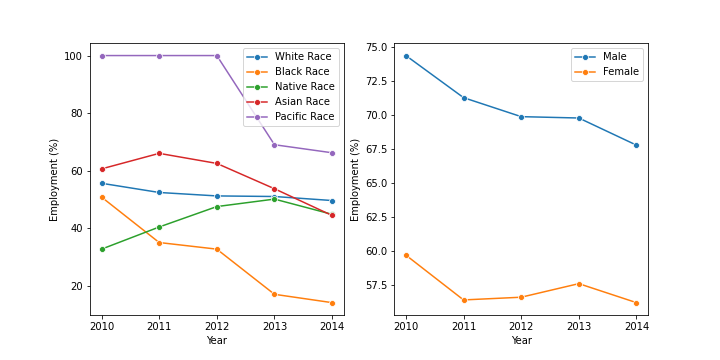 White Race
Black Race
Native Race
Asian Race
Pacific Race
100
80
60
40
20
Employment (%)
2010 2011 2012 2013 2014
Year
Male
Female
75.0
72.5
70.0
67.5
65.0
62.5
60.0
57.5
Employment (%)
2010 2011 2012 2013 2014
Year